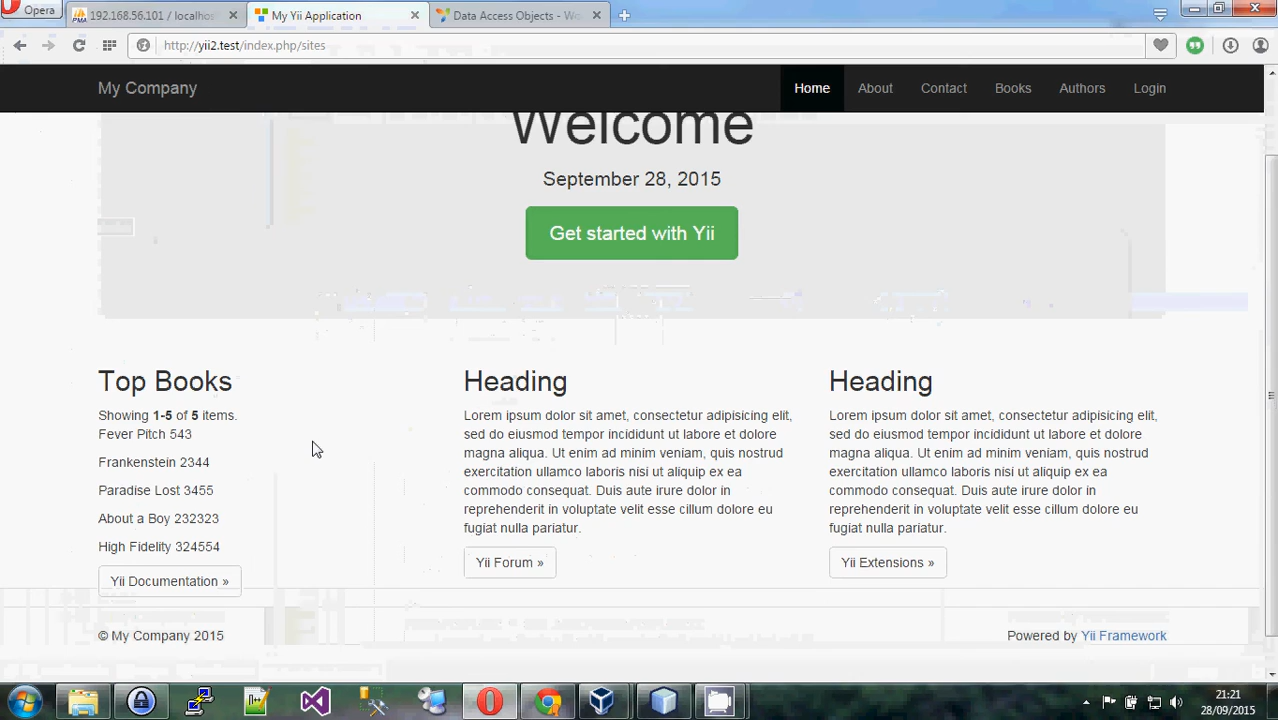 Opera
192.168.56.101 / localhos
My Yii Application
Data Access Objects - Wo
http://yii2.test/index.php/sites
My Company
Home
About
Contact
Books
Authors
Login
Welcome
September 28, 2015
Get started with Yii
Top Books
Showing 1-5 of 5 items.
Fever Pitch 543
Frankenstein 2344
Paradise Lost 3455
About a Boy 232323
High Fidelity 324554
Yii Documentation »
Heading
Lorem ipsum dolor sit amet, consectetur adipisicing elit,
sed do eiusmod tempor incididunt ut labore et dolore
magna aliqua. Ut enim ad minim veniam, quis nostrud
exercitation ullamco laboris nisi ut aliquip ex ea
commodo consequat. Duis aute irure dolor in
reprehenderit in voluptate velit esse cillum dolore eu
fugiat nulla pariatur.
Yii Forum »
Heading
Lorem ipsum dolor sit amet, consectetur adipisicing elit,
sed do eiusmod tempor incididunt ut labore et dolore
magna aliqua. Ut enim ad minim veniam, quis nostrud
exercitation ullamco laboris nisi ut aliquip ex ea
commodo consequat. Duis aute irure dolor in
reprehenderit in voluptate velit esse cillum dolore eu
fugiat nulla pariatur.
Yii Extensions »
© My Company 2015
Powered by Yii Framework
21:21
28/09/2015